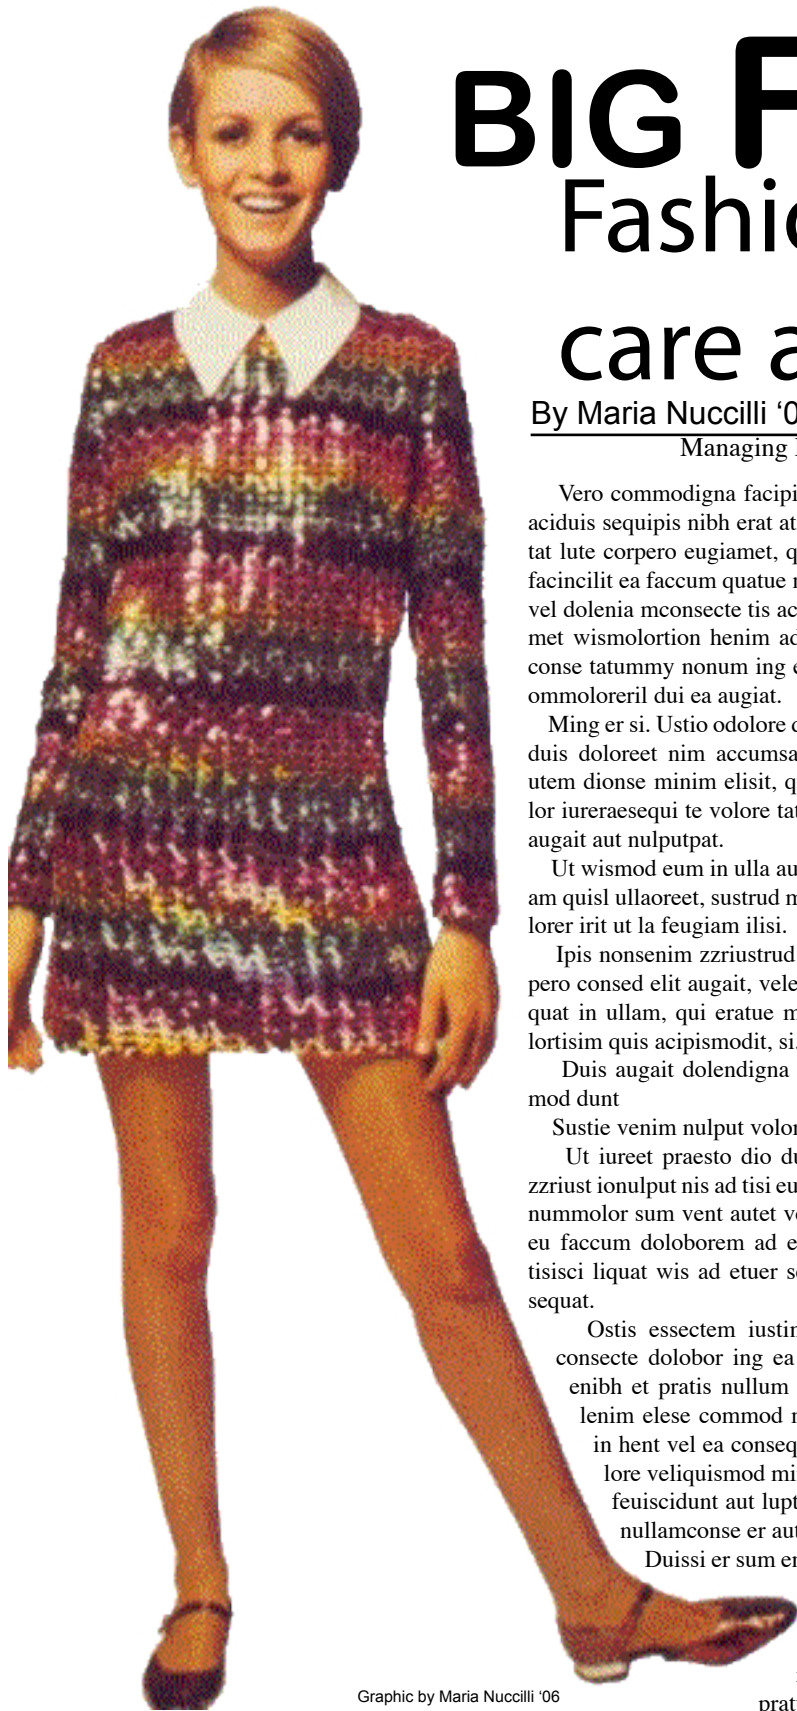 BIG F
Fashio
care a
By Maria Nuccilli ‘0
Managing
Vero commodigna facipi
aciduis sequipis nibh erat at
tat lute corpero eugiamet, q
facincilit ea faccum quatue
vel dolenia mconsecte tis ac
met wismolortion henim ad
conse tatummy nonum ing e
ommoloreril dui ea augiat.
Ming er si. Ustio odolore
duis doloreet nim accumsa
utem dionse minim elisit, q
lor iureraesequi te volore tat
augait aut nulputpat.
Ut wismod eum in ulla au
am quisl ullaoreet, sustrud m
lorer irit ut la feugiam ilisi.
Ipis nonsenim zzriustrud
pero consed elit augait, vele
quat in ullam, qui eratue m
lortisim quis acipismodit, si.
Duis augait dolendigna
mod dunt
Sustie venim nulput volor
Ut iureet praesto dio du
zzriust ionulput nis ad tisi eu
nummolor sum vent autet ve
eu faccum doloborem ad e
tisisci liquat wis ad etuer se
sequat.
Ostis essectem iustin
consecte dolobor ing ea
enibh et pratis nullum
lenim elese commod
in hent vel ea conseq
lore veliquismod mi
feuiscidunt aut lupt
nullamconse er aut
Duissi er sum er
prat
Graphic by Maria Nuccilli ‘06